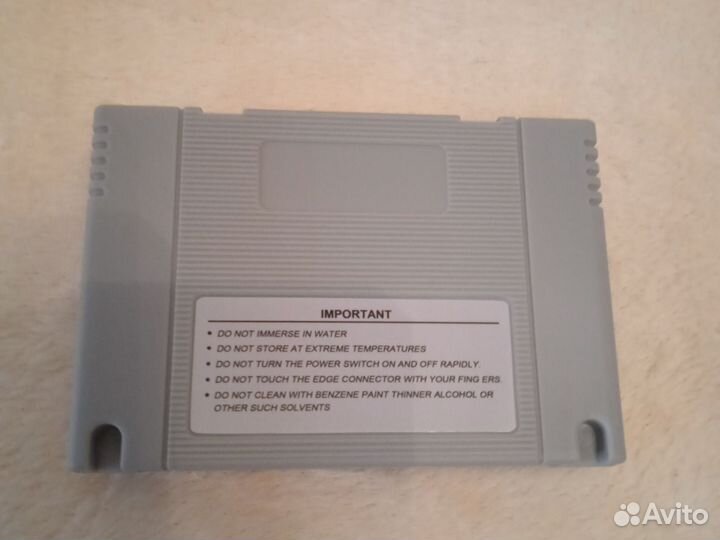 IMPORTANT
• DO NOT IMMERSE IN WATER
• DO NOT STORE AT EXTREME TEMPERATURES
• DO NOT TURN THE POWER SWITCH ON AND OFF RAPIDLY.
• DO NOT TOUCH THE EDGE CONNECTOR WITH YOUR FING ERS
• DO NOT CLEAN WITH BENZENE PAINT THINNER ALCOHOL OR
OTHER SUCH SOLVENTS
Avito